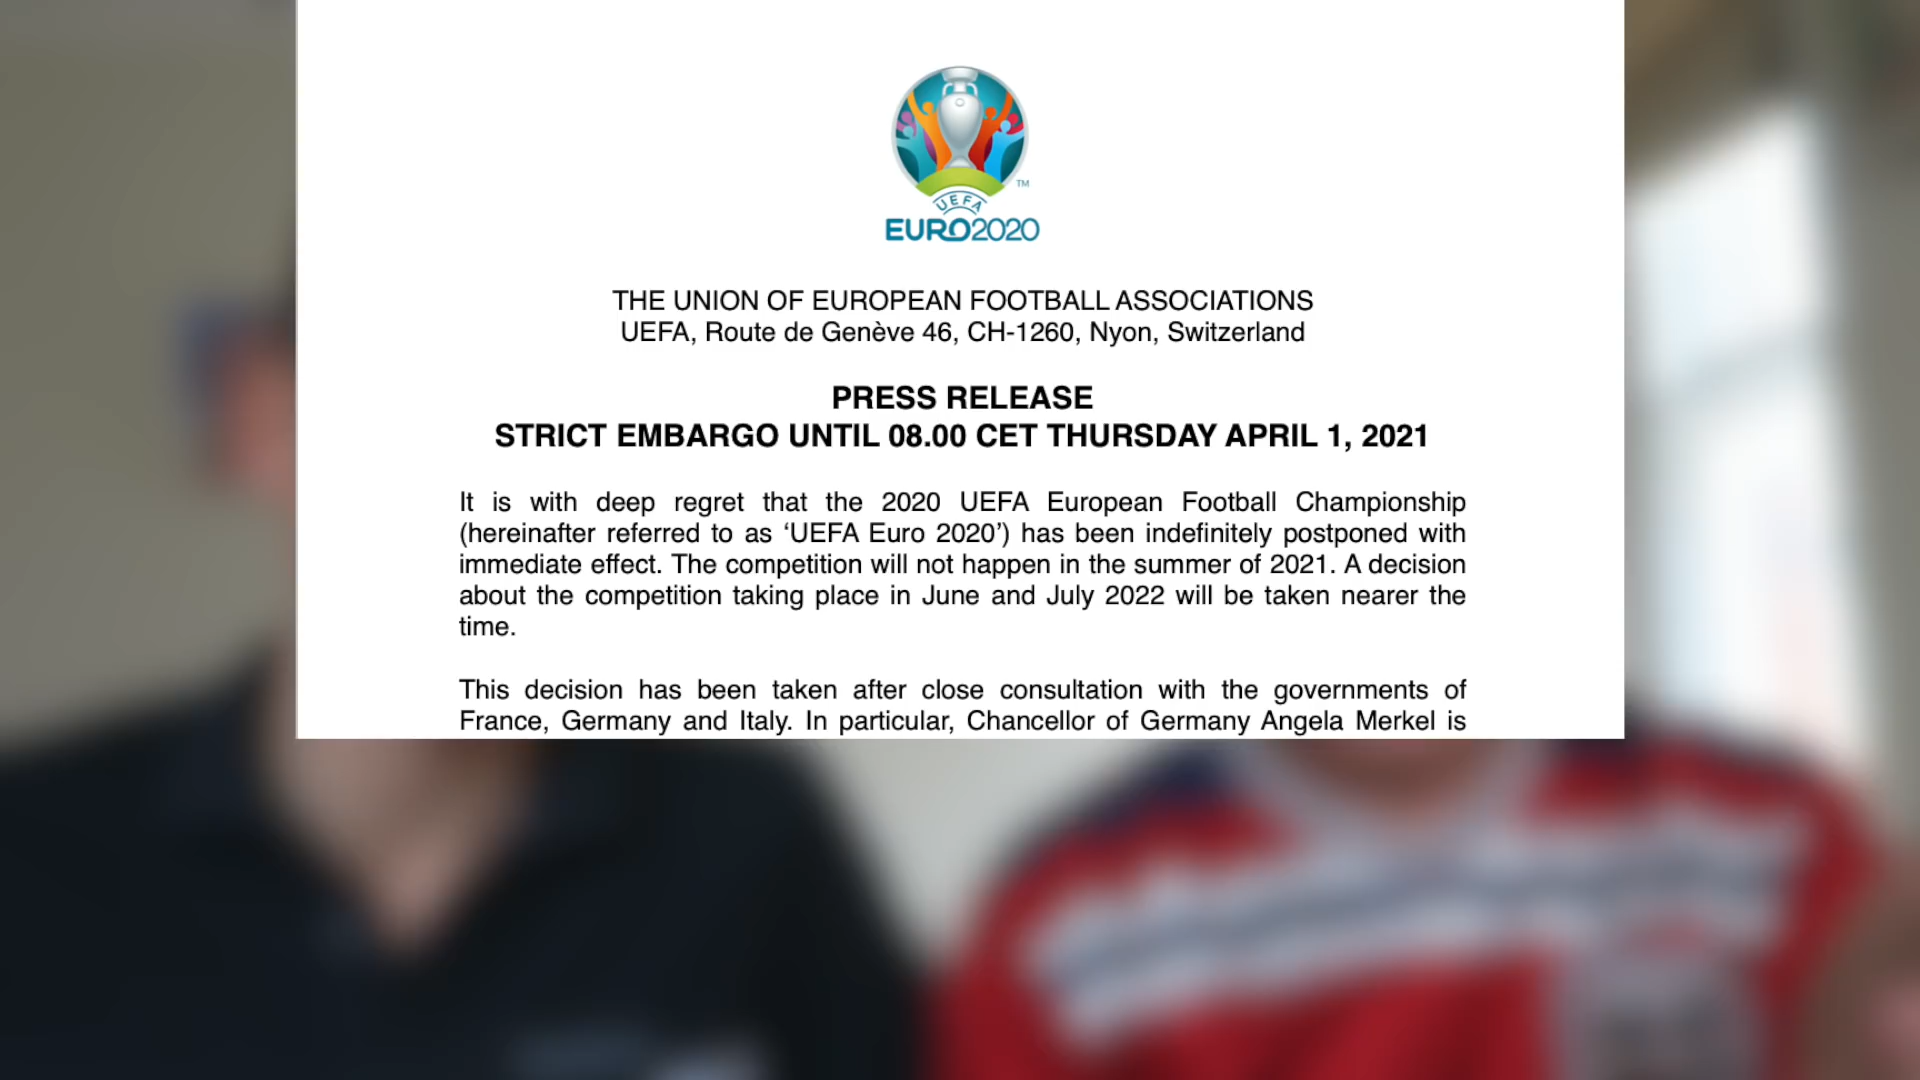 TM
UEFA
EURO2020
THE UNION OF EUROPEAN FOOTBALL ASSOCIATIONS
UEFA, Route de Genève 46, CH-1260, Nyon, Switzerland
PRESS RELEASE
STRICT EMBARGO UNTIL 08.00 CET THURSDAY APRIL 1, 2021
It is with deep regret that the 2020 UEFA European Football Championship
(hereinafter referred to as ‘UEFA Euro 2020’) has been indefinitely postponed with
immediate effect. The competition will not happen in the summer of 2021. A decision
about the competition taking place in June and July 2022 will be taken nearer the
time.
This decision has been taken after close consultation with the governments of
France, Germany and Italy. In particular, Chancellor of Germany Angela Merkel is